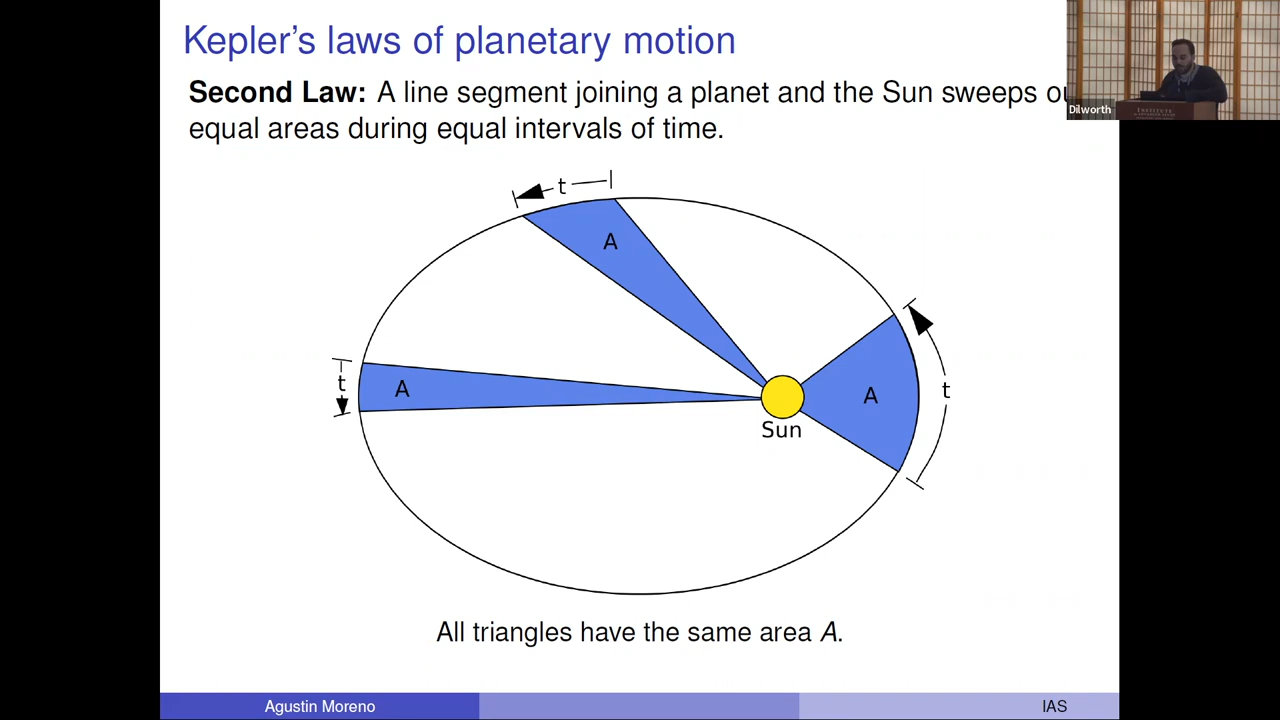 Kepler's laws of planetary motion
Second Law: A line segment joining a planet and the Sun sweeps
equal areas during equal intervals of time.
Dilworth
INSTITUTE
t
A
t
A
A
t
Sun
All triangles have the same area A.
Agustin Moreno
IAS